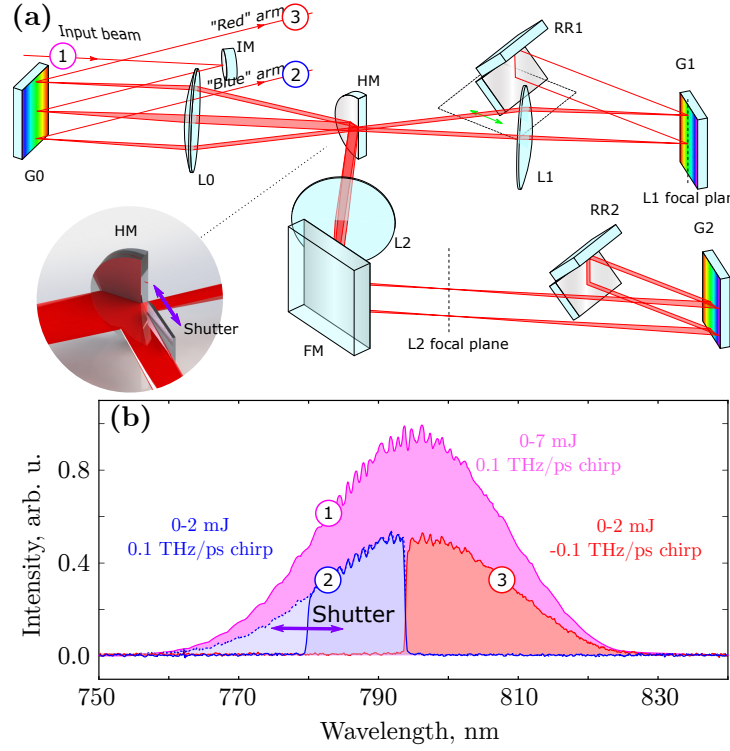 (a)
"Red" arm
3
Input beam
1
IM
"Blue" arm
2
HM
RR1
G1
G0
L0
L1
L1 focal plane
HM
L2
RR2
G2
Shutter
FM
L2 focal plane
(b)
0-7 mJ
0.1 THz/ps chirp
0-2 mJ
0.1 THz/ps chirp
0-2 mJ
-0.1 THz/ps chirp
1
2
3
Shutter
Intensity, arb. u.
0.8
0.4
0.0
750
770
790
810
830
Wavelength, nm